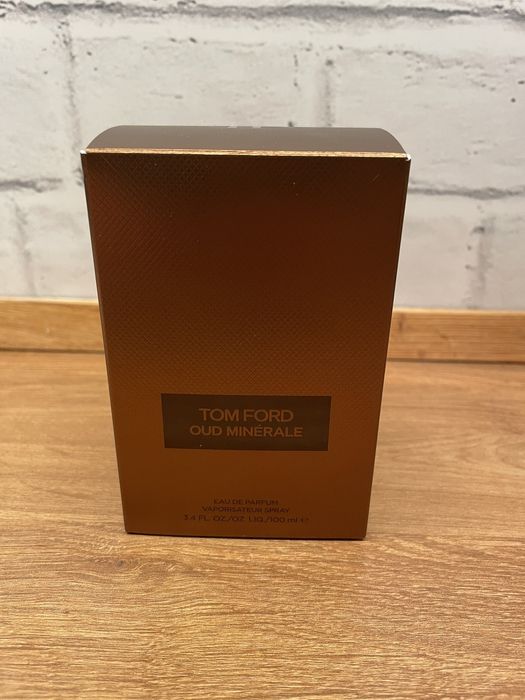 TOM FORD
OUD MINÉRALE
EAU DE PARFUM
VAPORISATEUR SPRAY
3.4 FL. OZ./OZ. LIQ./100 ml ℮